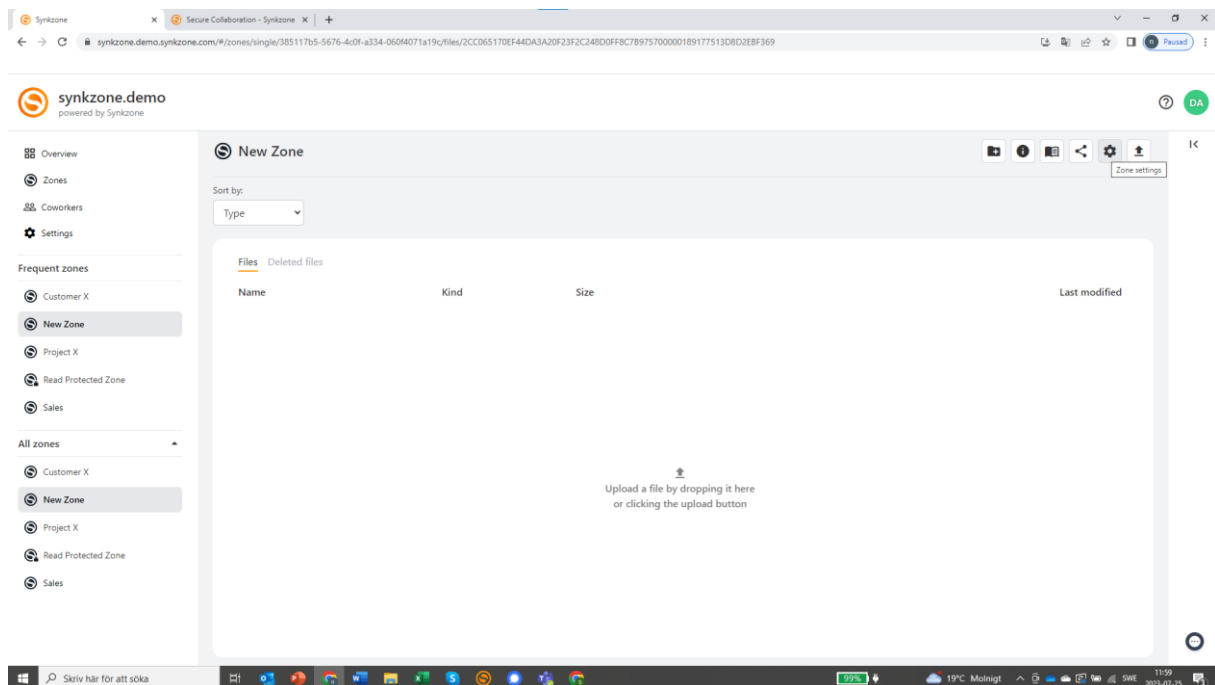 Synkzone
Secure Collaboration - Synkzone
synkzone.demo.synkzone.com/#/zones/single/385117b5-5676-4c0f-a334-060f4071a19c/files/2CC065170EF44DA3A20F23F2C248D0FF8C7B975700000189177513D8D2EBF369
n Pausad
synkzone.demo
powered by Synkzone
DA
Overview
Zones
Coworkers
Settings
Frequent zones
Customer X
New Zone
Project X
Read Protected Zone
Sales
All zones
Customer X
New Zone
Project X
Read Protected Zone
Sales
New Zone
Zone settings
Sort by:
Type
Files Deleted files
Name Kind Size Last modified
Upload a file by dropping it here
or clicking the upload button
Skriv här för att söka
99%
19°C Molnigt
SWE
11:59
2023-07-25